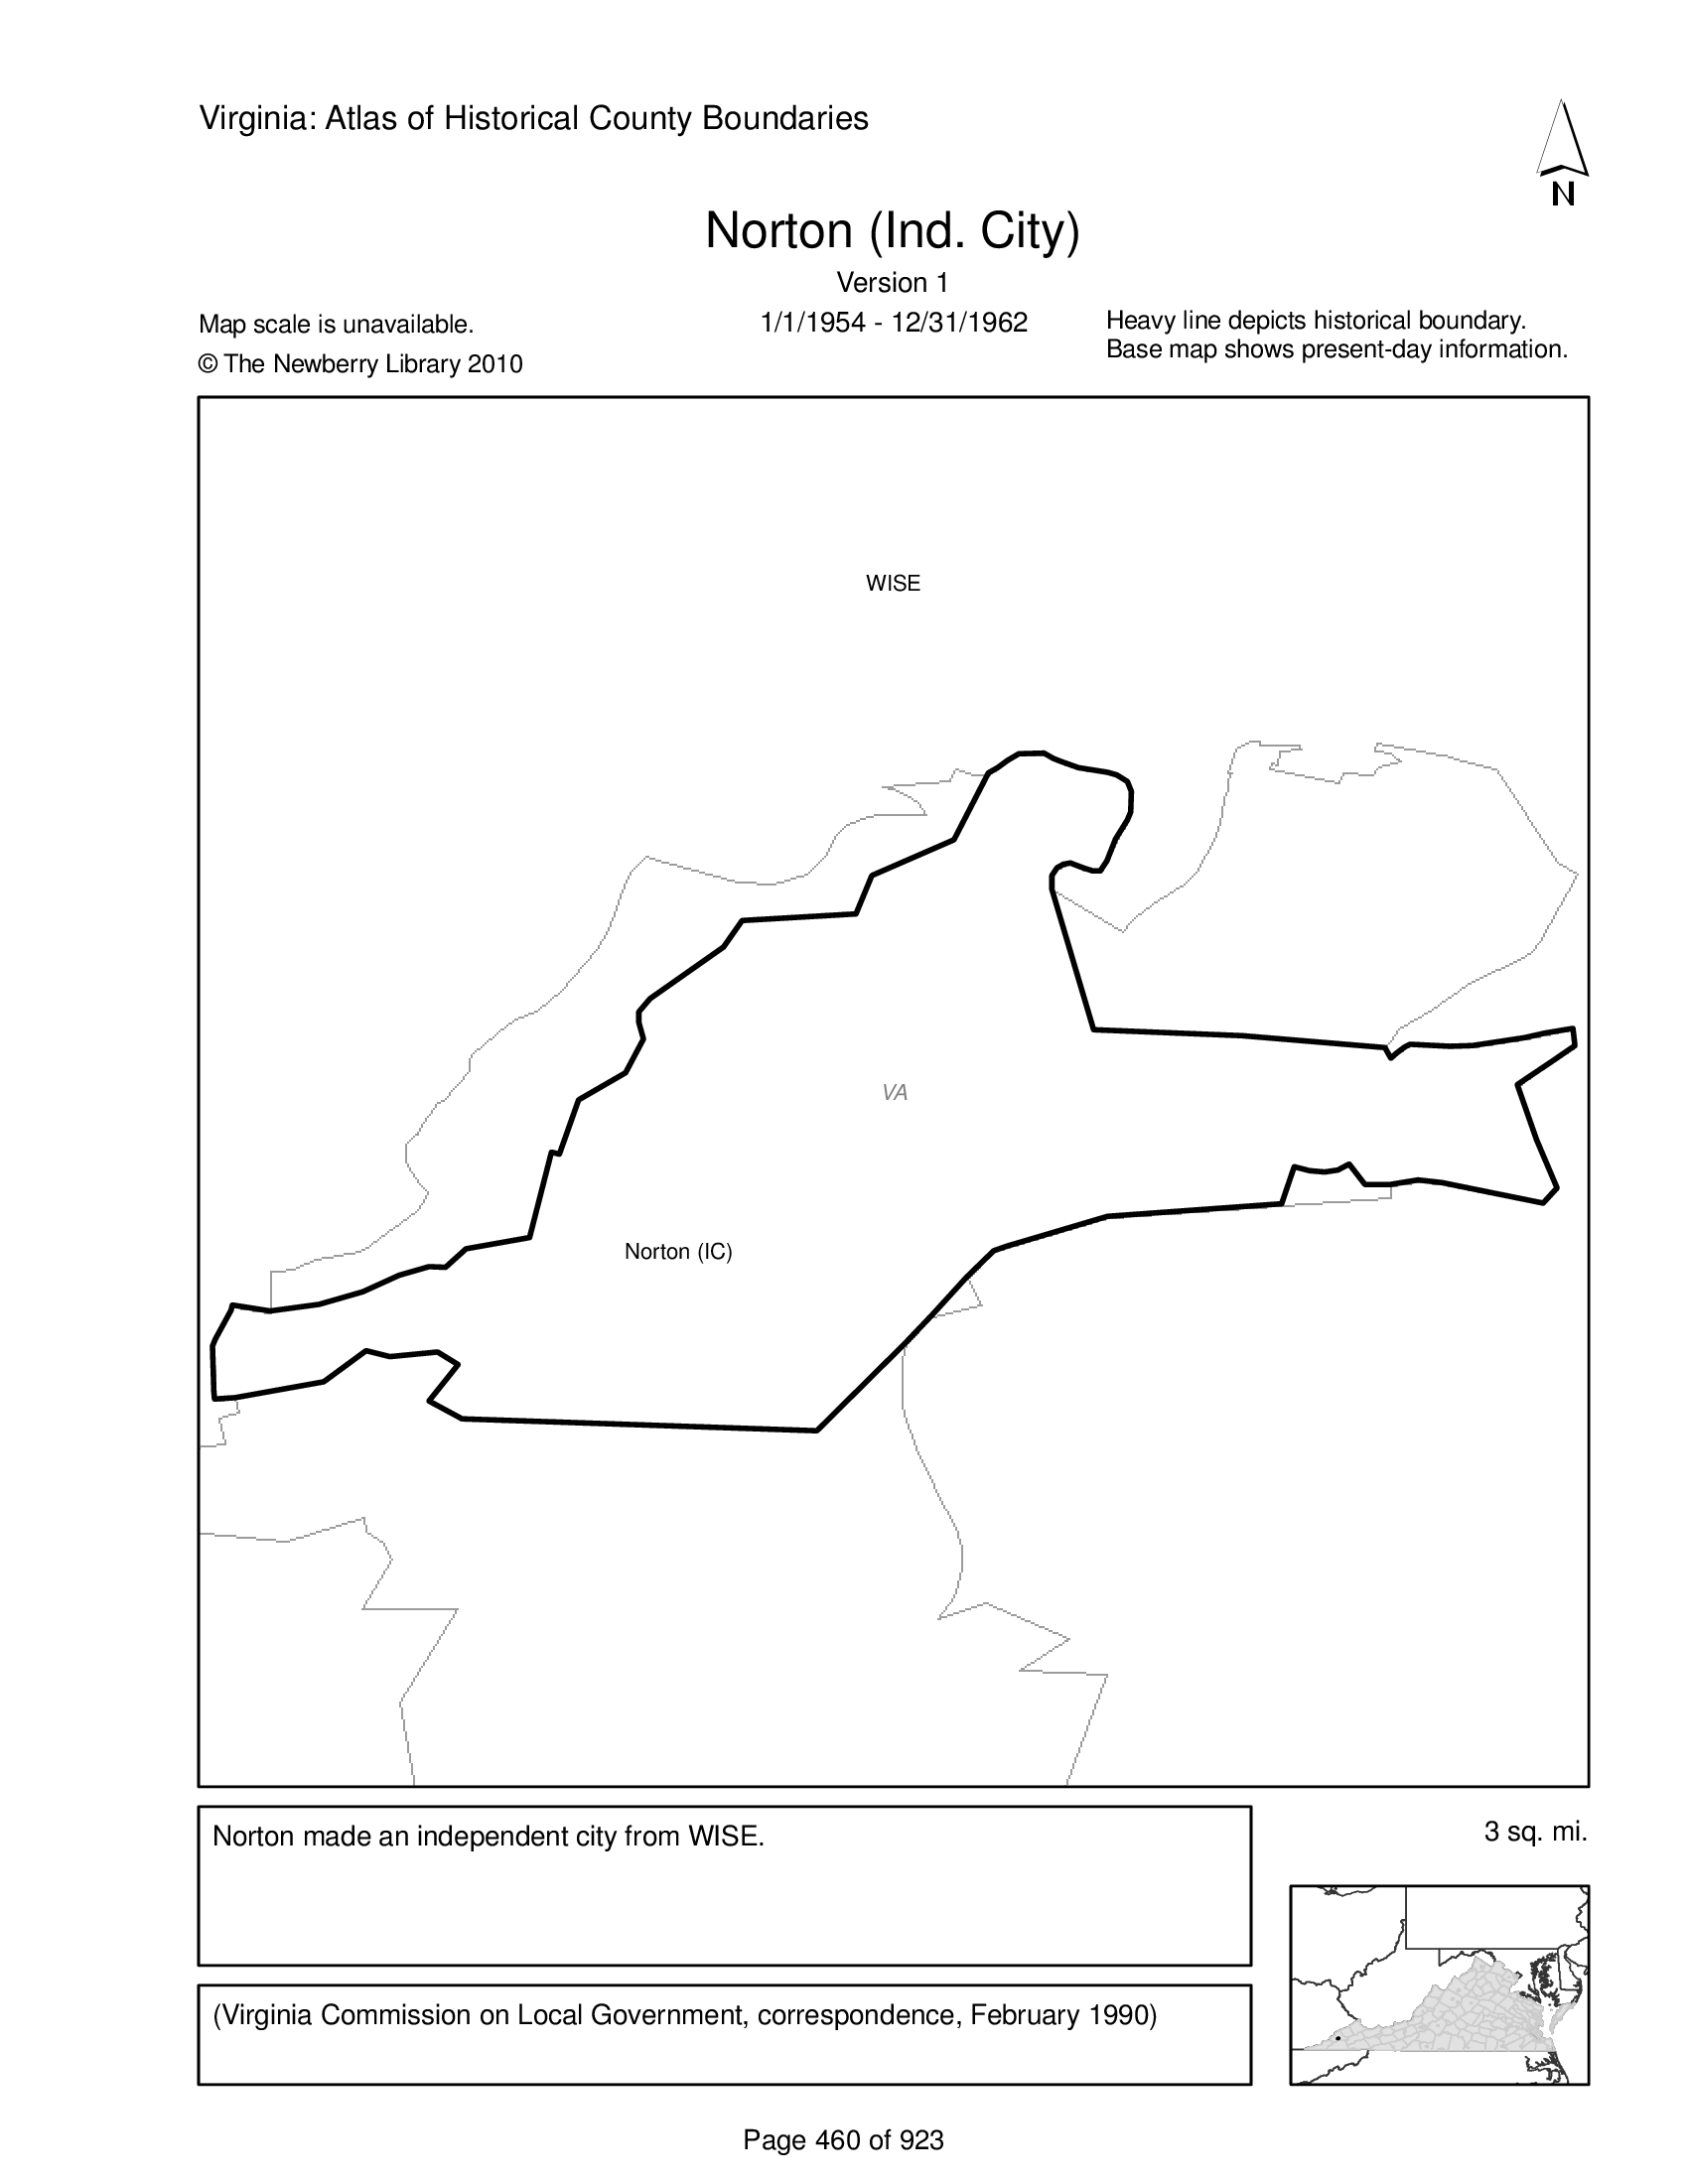 Virginia: Atlas of Historical County Boundaries
N
Norton (Ind. City)
Version 1
1/1/1954 - 12/31/1962
Map scale is unavailable.
© The Newberry Library 2010
Heavy line depicts historical boundary.
Base map shows present-day information.
WISE
VA
Norton (IC)
Norton made an independent city from WISE.
3 sq. mi.
(Virginia Commission on Local Government, correspondence, February 1990)
Page 460 of 923